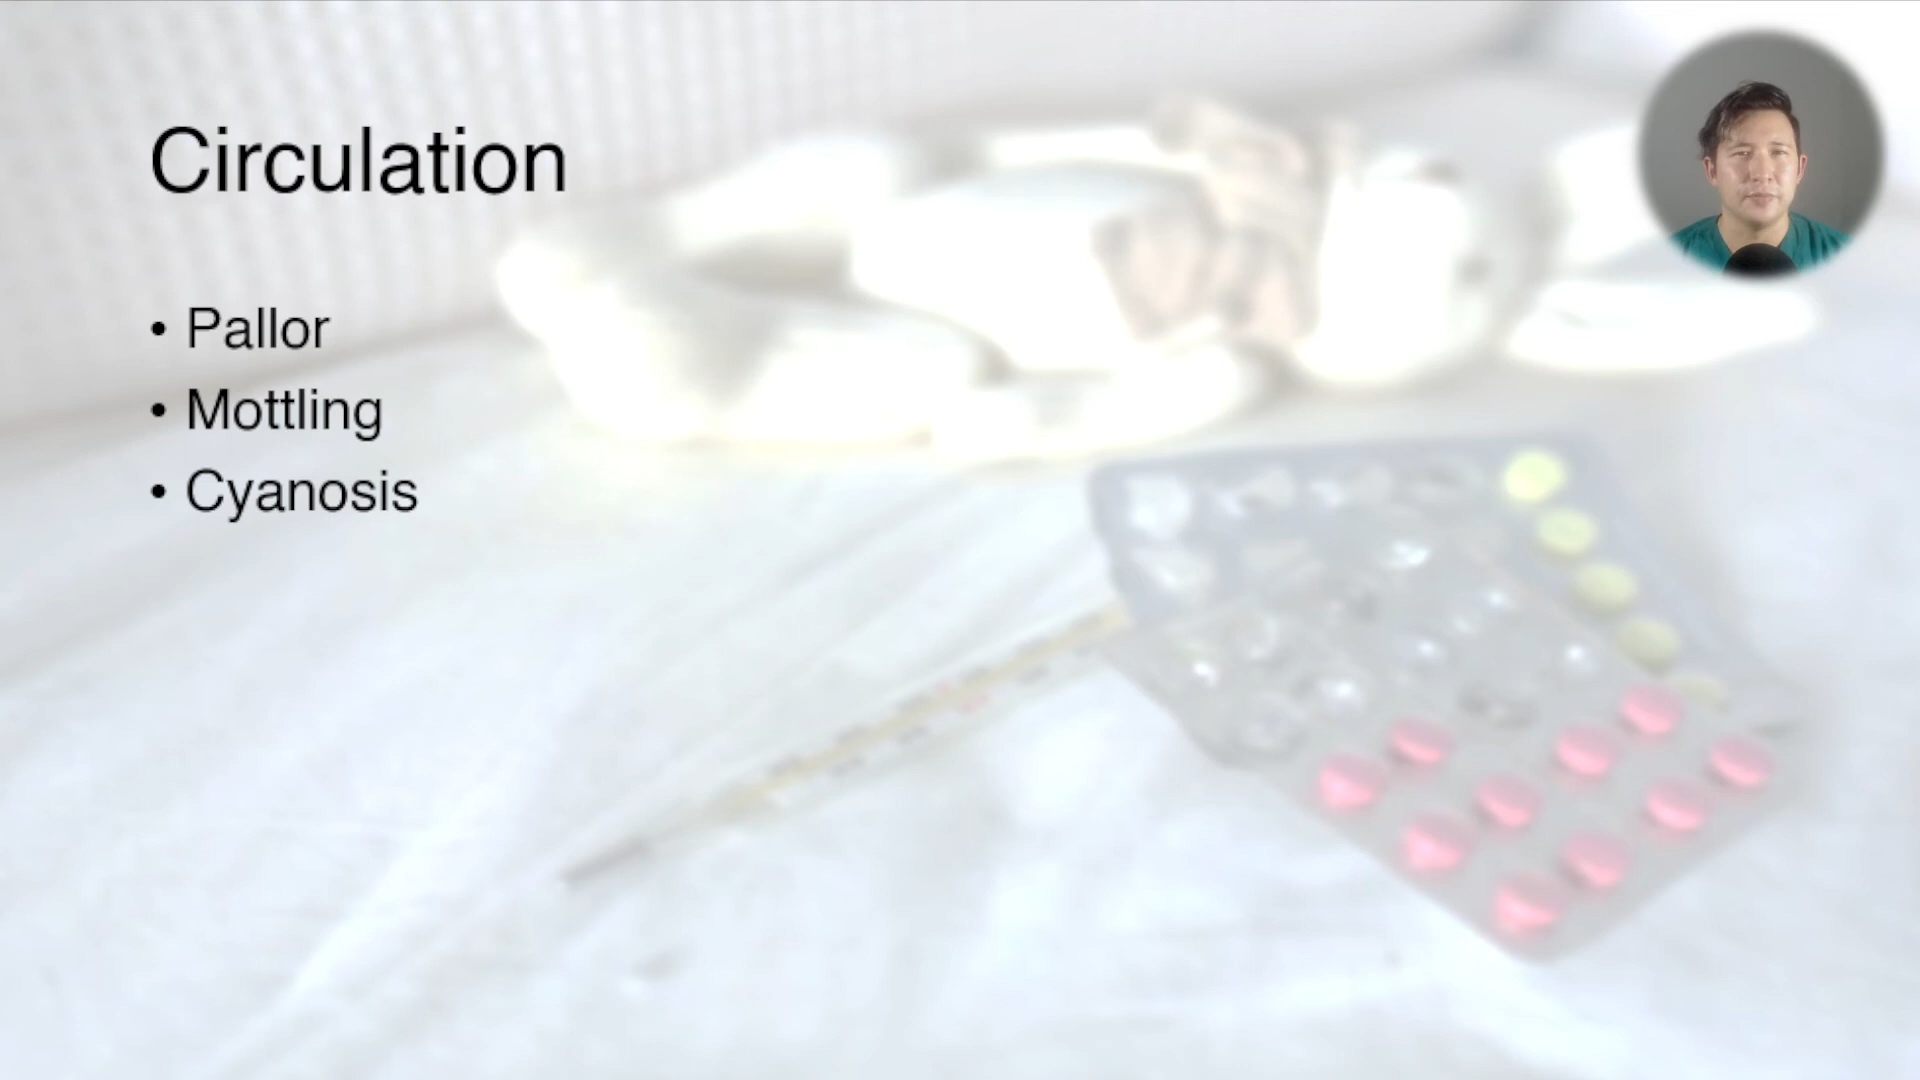 Circulation
• Pallor
• Mottling
• Cyanosis